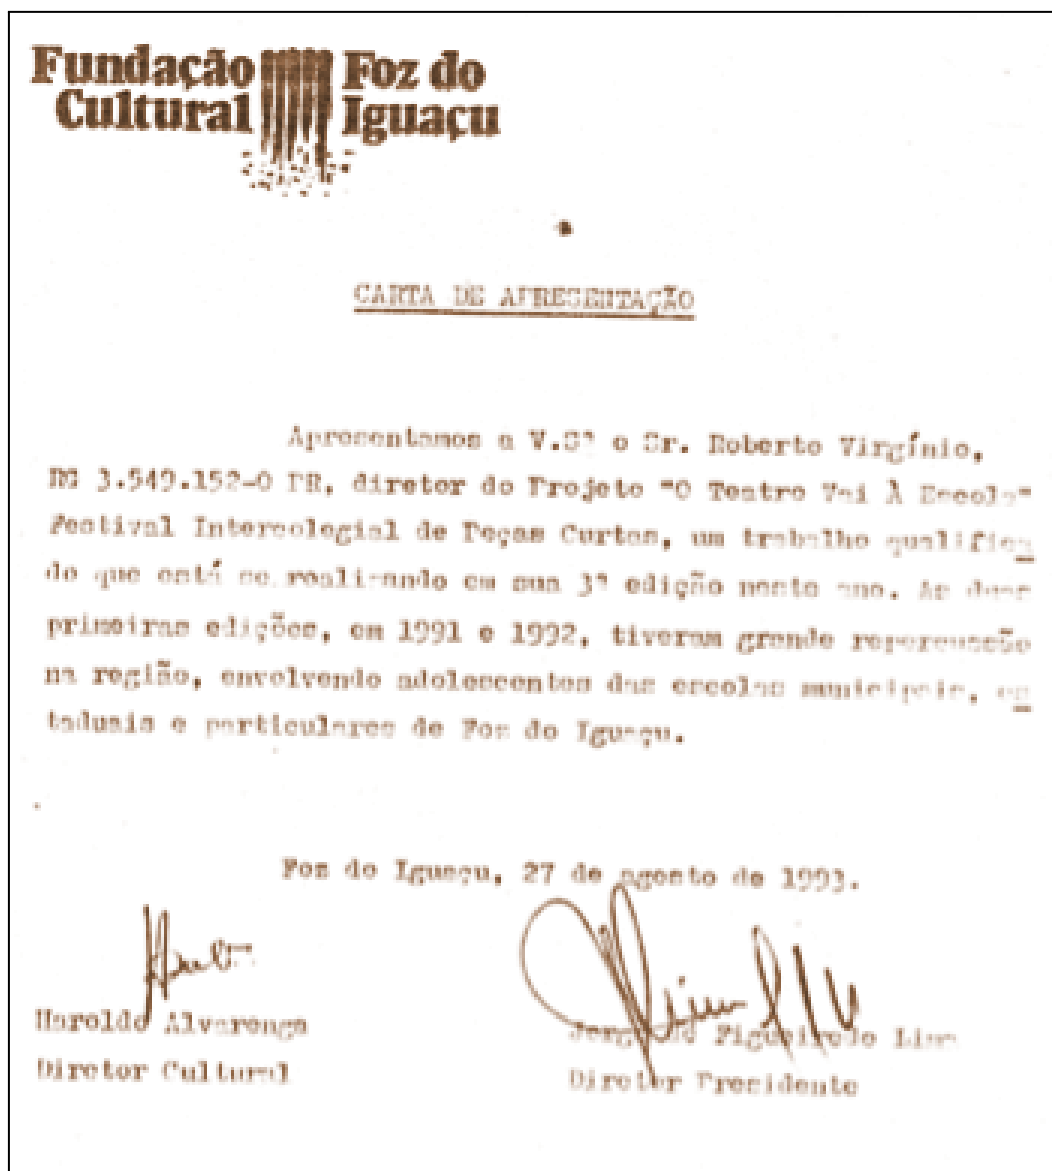 Fundação Cultural Foz do Iguaçu
CARTA DE APRESENTAÇÃO
Apresentamos a V.Sª o Sr. Roberto Virgínio,
RG 3.549.152-0 PR, diretor do Projeto "O Teatro Vai À Escola"
Festival Intercolegial de Peças Curtas, um trabalho qualifica
do que está se realizando em sua 3ª edição neste ano. As duas
primeiras edições, em 1991 e 1992, tiveram grande repercussão
na região, envolvendo adolescentes das escolas municipais, es
taduais e particulares de Foz do Iguaçu.
Foz do Iguaçu, 27 de agosto de 1993.
Haroldo Alvarenga
Diretor Cultural
Figueiredo Lima
Diretor Presidente